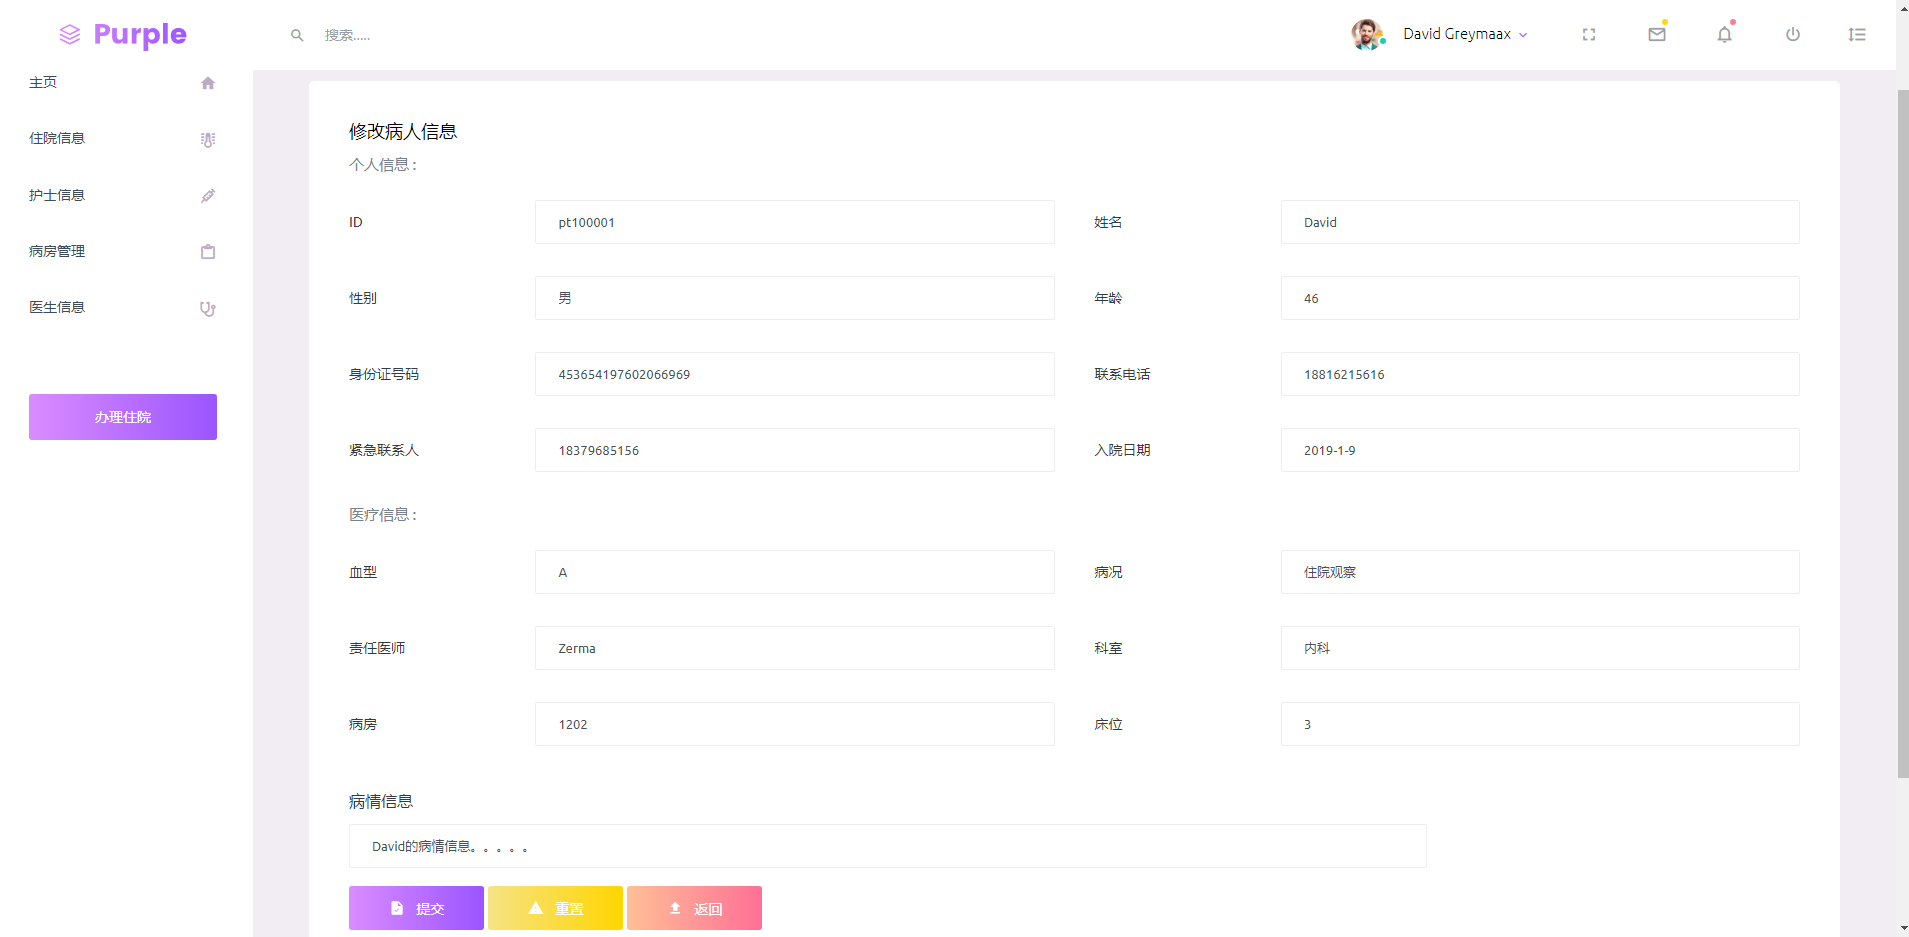 Purple
搜索.....
David Greymaax
主页
住院信息
护士信息
病房管理
医生信息
办理住院
修改病人信息
个人信息：
ID pt100001 姓名 David
性别 男 年龄 46
身份证号码 453654197602066969 联系电话 18816215616
紧急联系人 18379685156 入院日期 2019-1-9
医疗信息：
血型 A 病况 住院观察
责任医师 Zerma 科室 内科
病房 1202 床位 3
病情信息
David的病情信息。。。。。
提交 重置 返回